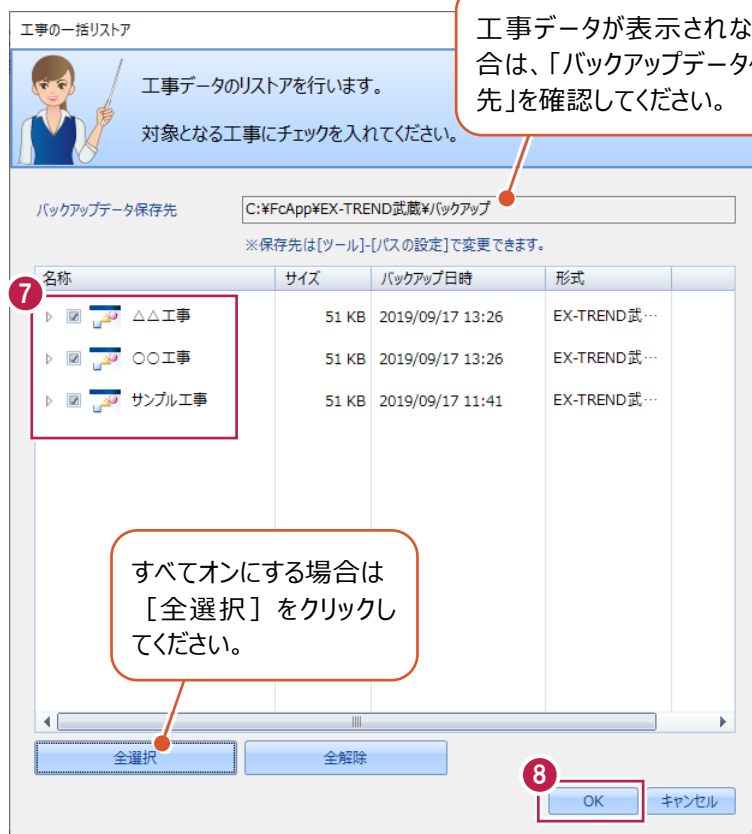 工事の一括リストア
工事データが表示されな
合は、「バックアップデータ
先」を確認してください。
工事データのリストアを行います。
対象となる工事にチェックを入れてください。
バックアップデータ保存先
C:¥FcApp¥EX-TREND武蔵¥バックアップ
※保存先は[ツール]-[パスの設定]で変更できます。
名称 サイズ バックアップ日時 形式
7
△△工事 51 KB 2019/09/17 13:26 EX-TREND武…
○○工事 51 KB 2019/09/17 13:26 EX-TREND武…
サンプル工事 51 KB 2019/09/17 11:41 EX-TREND武…
すべてオンにする場合は
［全選択］をクリックし
てください。
全選択 全解除
8
OK キャンセル